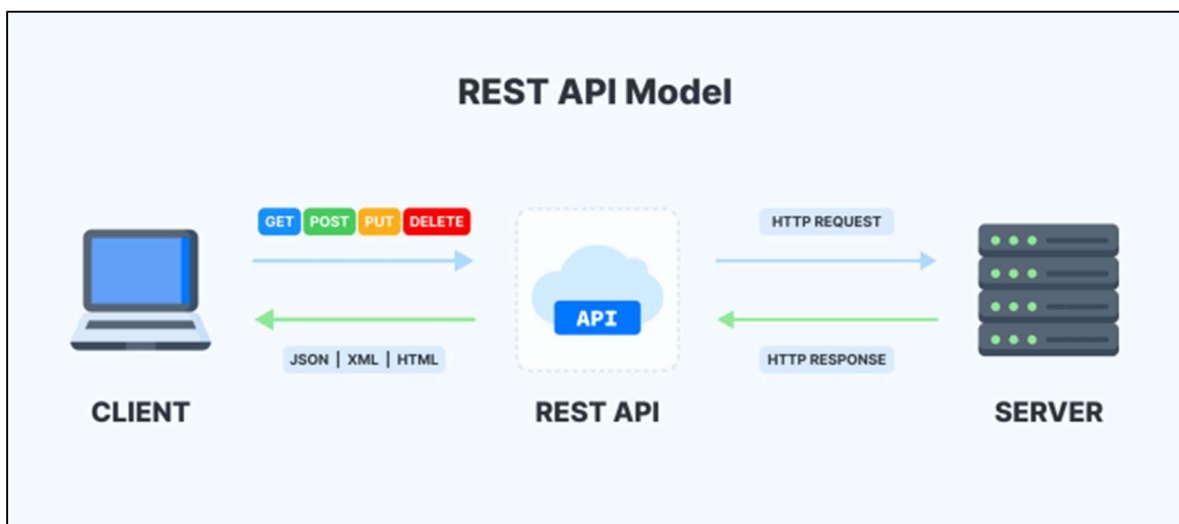 REST API Model
GET POST PUT DELETE
HTTP REQUEST
API
JSON | XML | HTML
HTTP RESPONSE
CLIENT
REST API
SERVER